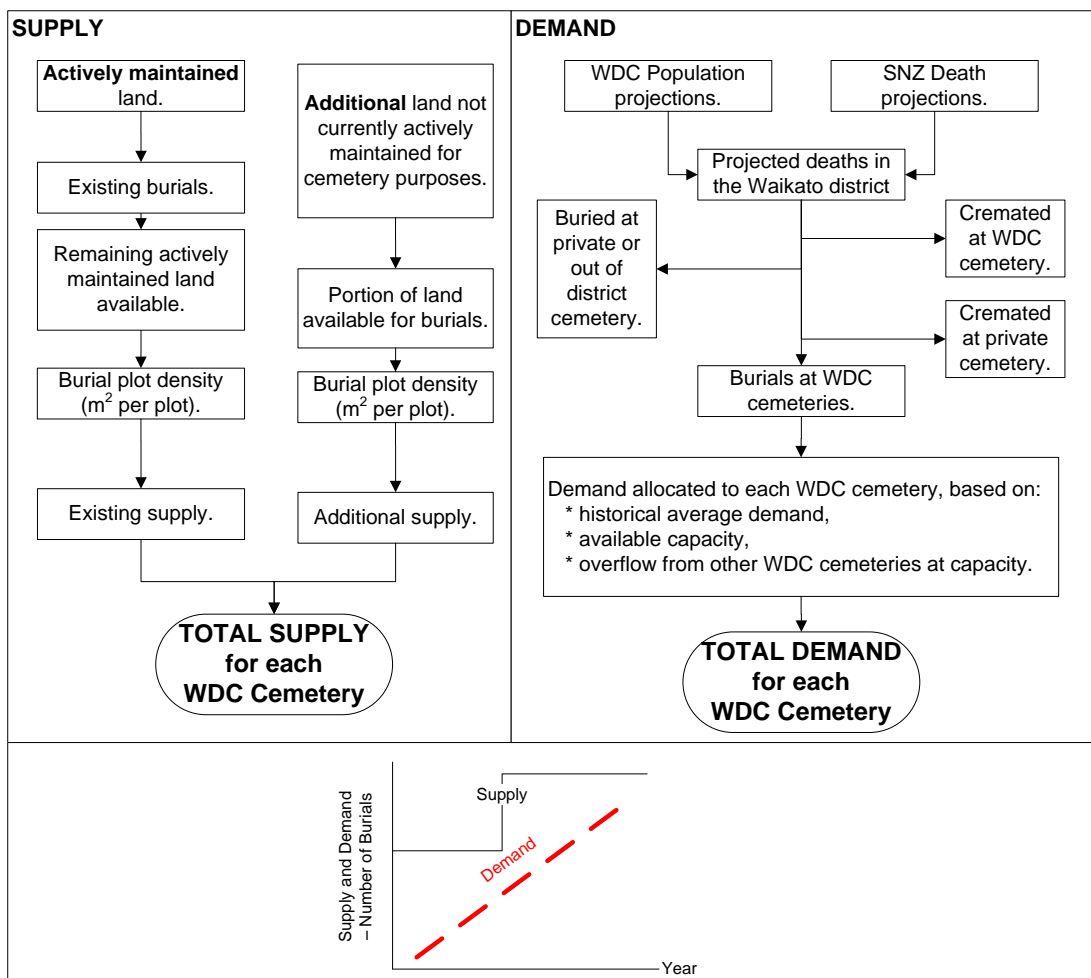 SUPPLY
Actively maintained
land.
Existing burials.
Remaining actively
maintained land
available.
Burial plot density
(m² per plot).
Existing supply.
Additional land not
currently actively
maintained for
cemetery purposes.
Portion of land
available for burials.
Burial plot density
(m² per plot).
Additional supply.
TOTAL SUPPLY
for each
WDC Cemetery
DEMAND
WDC Population
projections.
SNZ Death
projections.
Projected deaths in
the Waikato district
Buried at
private or
out of
district
cemetery.
Cremated
at WDC
cemetery.
Cremated
at private
cemetery.
Burials at WDC
cemeteries.
Demand allocated to each WDC cemetery, based on:
* historical average demand,
* available capacity,
* overflow from other WDC cemeteries at capacity.
TOTAL DEMAND
for each
WDC Cemetery
Supply and Demand
– Number of Burials
Supply
Demand
Year